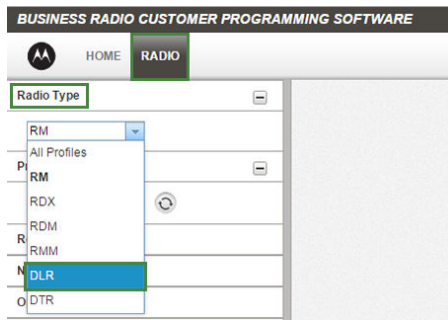 BUSINESS RADIO CUSTOMER PROGRAMMING SOFTWARE
HOME RADIO
Radio Type
RM
All Profiles
RM
RDX
RDM
RMM
DLR
DTR